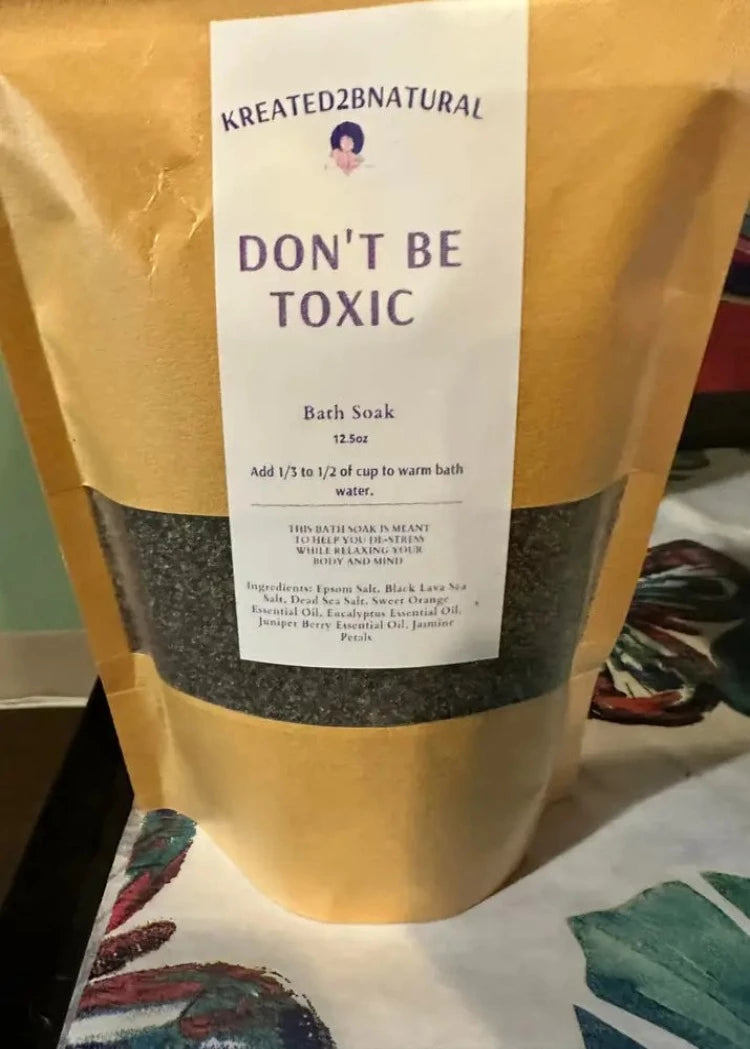 KREATED2BNATURAL
DON'T BE
TOXIC
Bath Soak
12.5oz
Add 1/3 to 1/2 of cup to warm bath
water.
THIS BATH SOAK IS MEANT
TO HELP YOU DE-STRESS
WHILE RELAXING YOUR
BODY AND MIND
Ingredients: Epsom Salt, Black Lava Sea
Salt, Dead Sea Salt, Sweet Orange
Essential Oil, Eucalyptus Essential Oil,
Juniper Berry Essential Oil, Jasmine
Petals